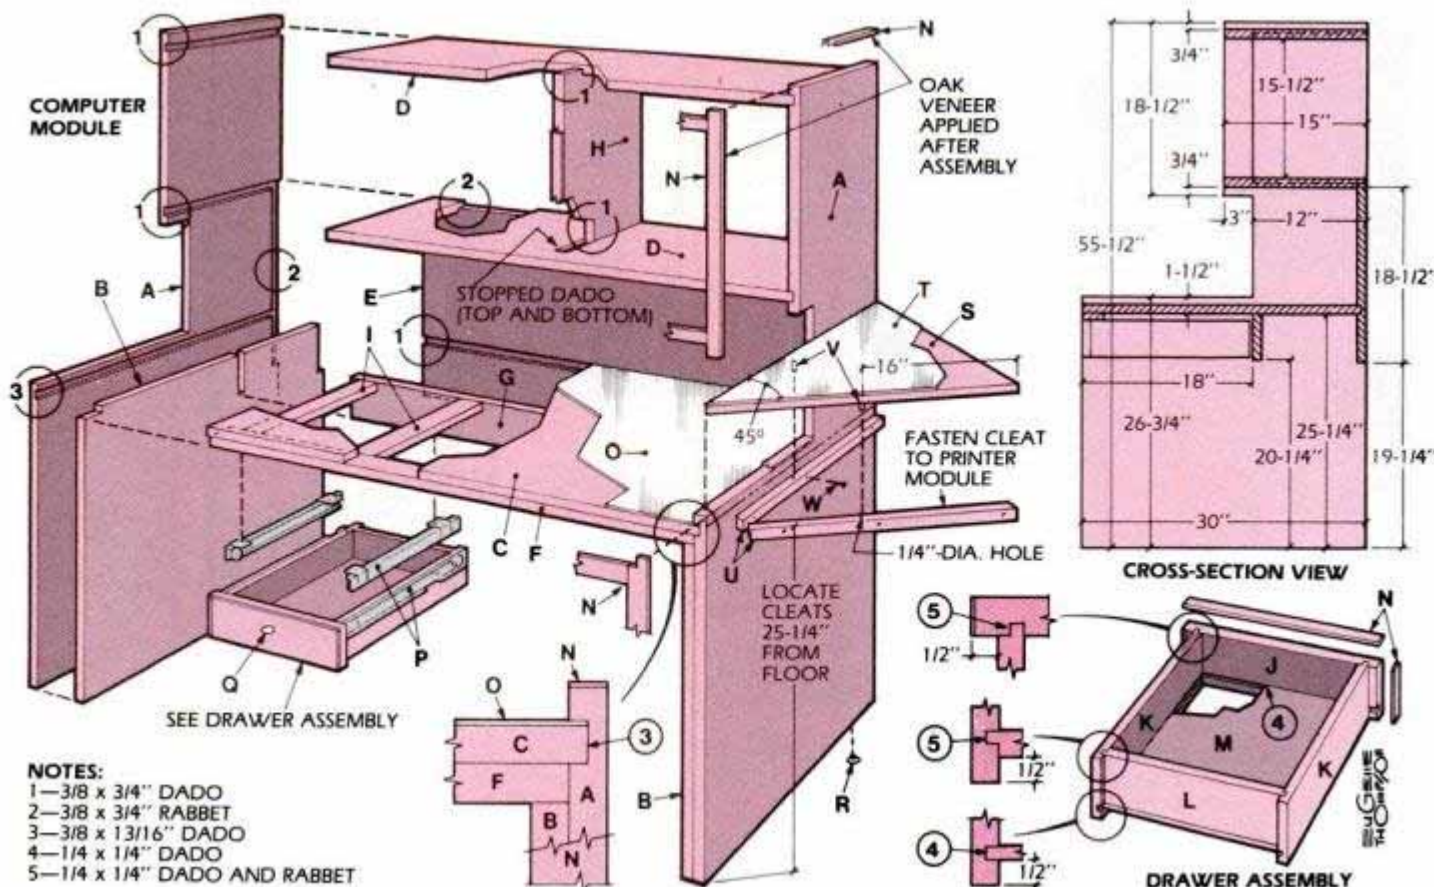 COMPUTER
MODULE
1
1
2
3
A
B
D
2
1
1
H
N
N
A
OAK
VENEER
APPLIED
AFTER
ASSEMBLY
D
E
STOPPED DADO
(TOP AND BOTTOM)
1
I
G
T
S
V
16"
45°
O
C
F
W
FASTEN CLEAT
TO PRINTER
MODULE
U
1/4"-DIA. HOLE
N
LOCATE
CLEATS
25-1/4"
FROM
FLOOR
Q
P
SEE DRAWER ASSEMBLY
N
O
C
3
F
A
B
N
B
R
NOTES:
1—3/8 x 3/4" DADO
2—3/8 x 3/4" RABBET
3—3/8 x 13/16" DADO
4—1/4 x 1/4" DADO
5—1/4 x 1/4" DADO AND RABBET
3/4"
18-1/2"
15-1/2"
15"
3/4"
3"
12"
55-1/2"
1-1/2"
18-1/2"
18"
26-3/4"
25-1/4"
20-1/4"
19-1/4"
30"
CROSS-SECTION VIEW
5
1/2"
5
1/2"
4
1/2"
N
J
K
4
M
K
L
EUGENE
THOMPSON
DRAWER ASSEMBLY